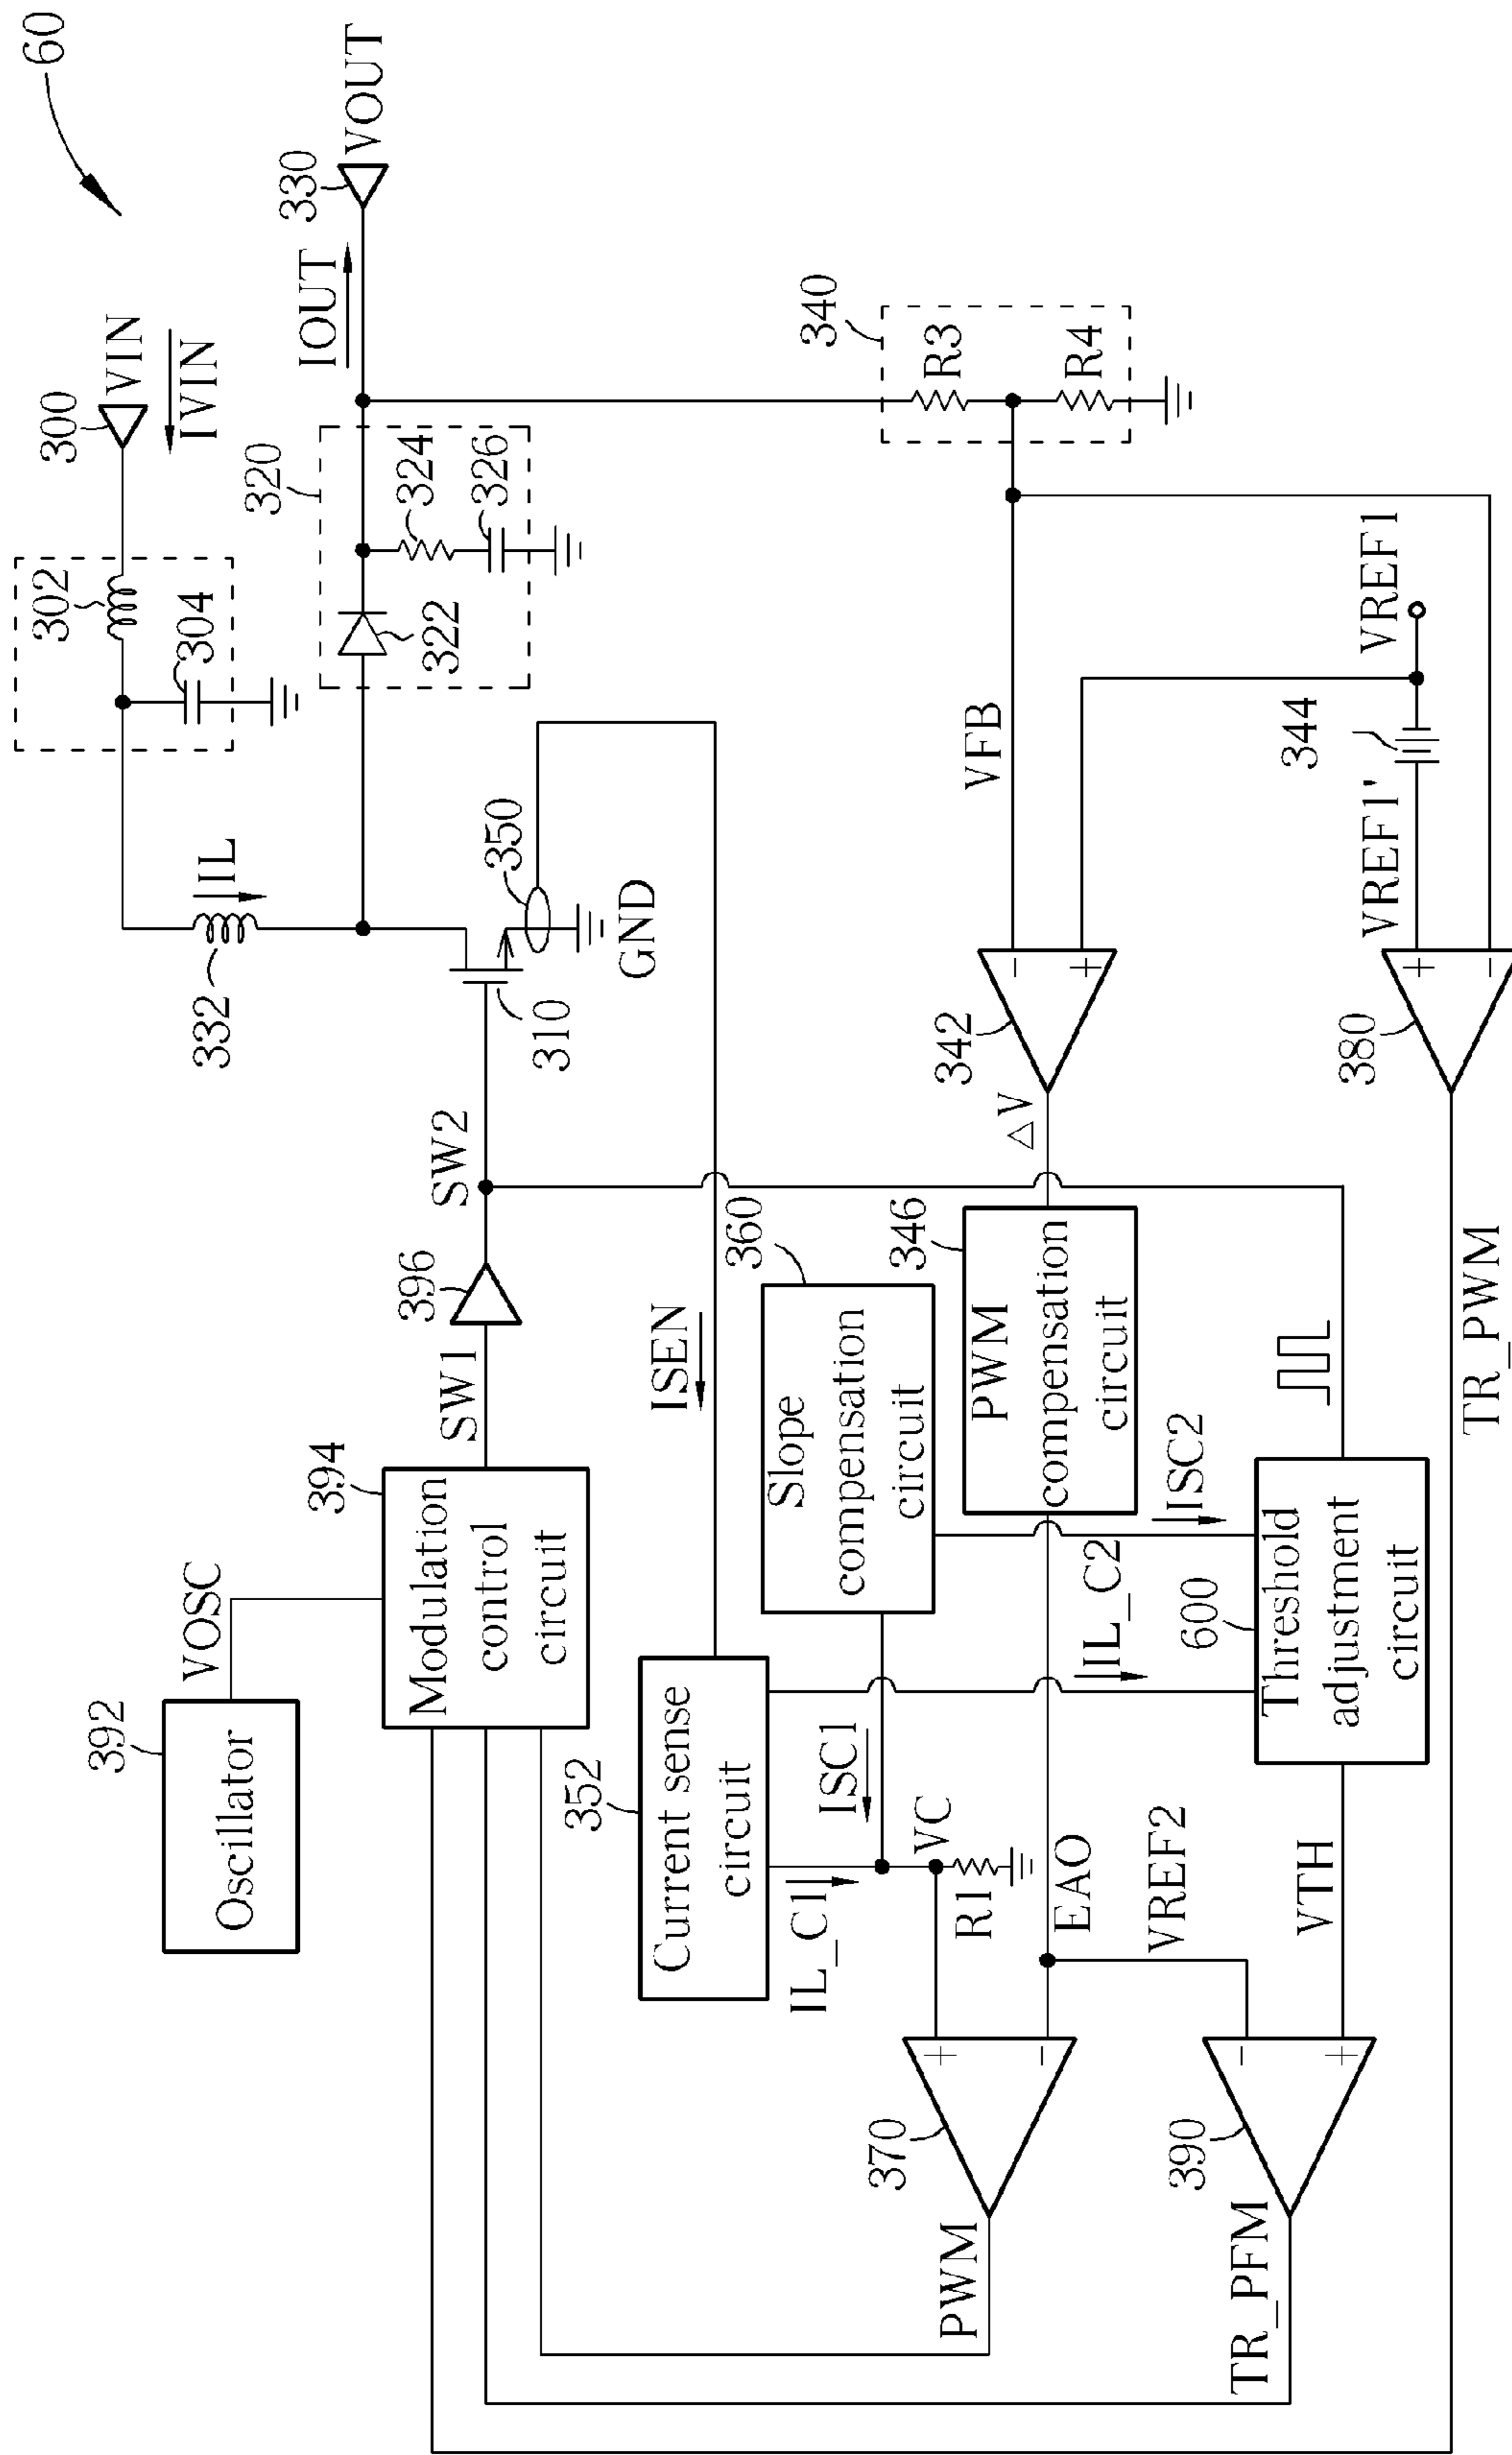 60
300
VIN
IVIN
302
304
332
IL
320
322
324
326
IOUT
330
VOUT
340
R3
R4
350
GND
310
SW2
396
SW1
394
Modulation
control
circuit
VOSC
392
Oscillator
ISEN
352
Current sense
circuit
IL_C1
360
Slope
compensation
circuit
ISC1
VC
R1
346
PWM
compensation
circuit
△V
342
-
+
VFB
VREF1
344
VREF1'
380
+
-
ISC2
IL_C2
600
Threshold
adjustment
circuit
EAO
VREF2
VTH
370
+
-
390
-
+
PWM
TR_PFM
TR_PWM